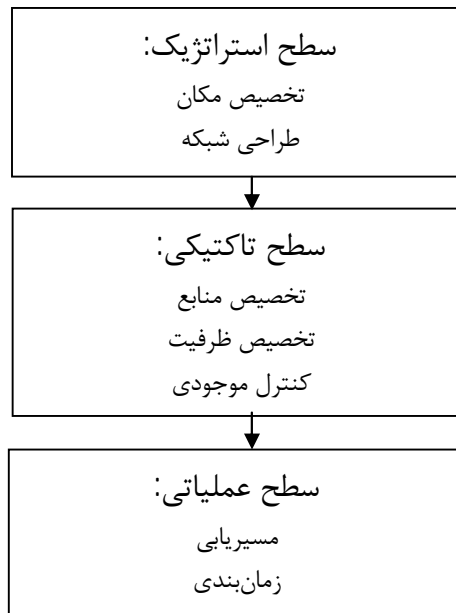 سطح استراتژیک:
تخصیص مکان
طراحی شبکه
سطح تاکتیکی:
تخصیص منابع
تخصیص ظرفیت
کنترل موجودی
سطح عملیاتی:
مسیریابی
زمان‌بندی